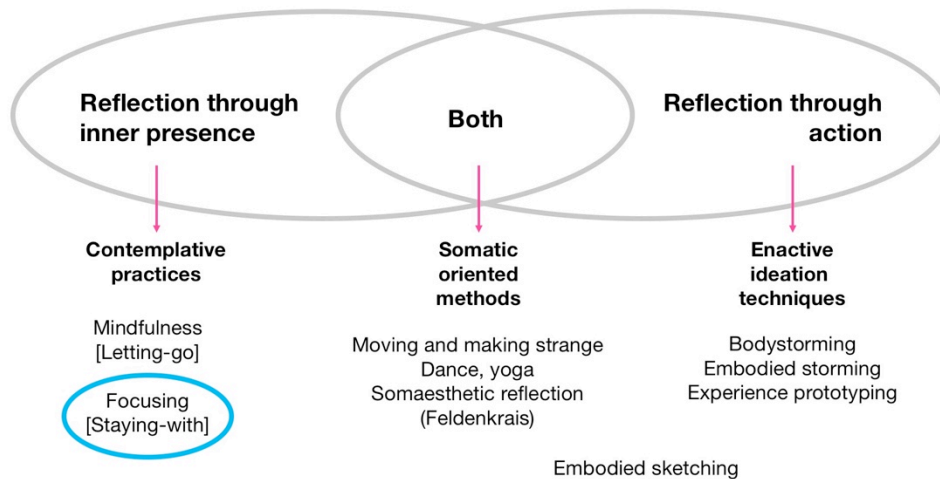 Reflection through
inner presence
Both
Reflection through
action
Contemplative
practices
Mindfulness
[Letting-go]
Focusing
[Staying-with]
Somatic
oriented
methods
Moving and making strange
Dance, yoga
Somaesthetic reflection
(Feldenkrais)
Enactive
ideation
techniques
Bodystorming
Embodied storming
Experience prototyping
Embodied sketching